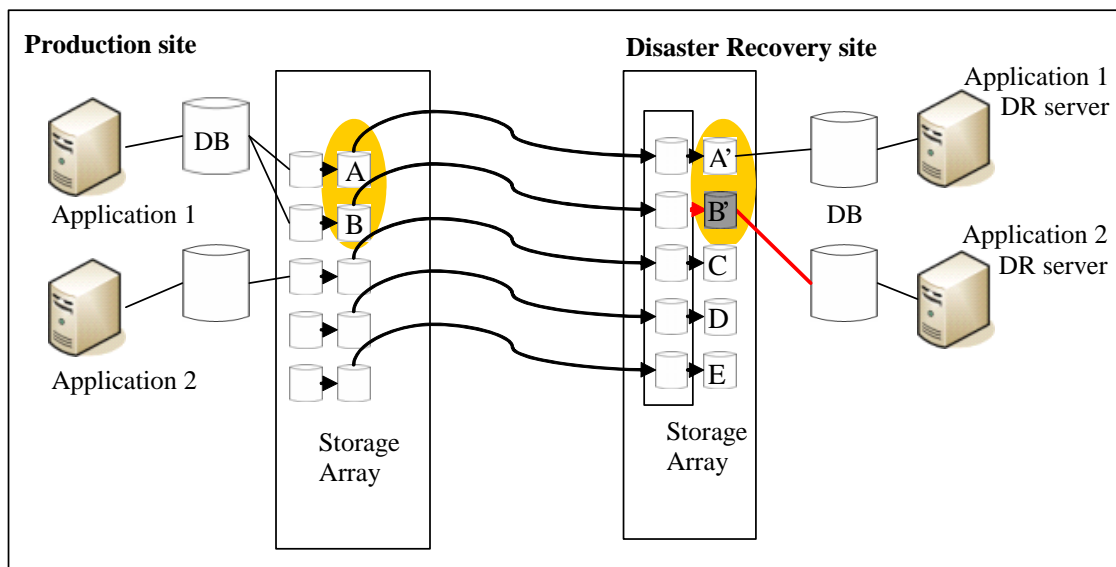 Production site
Disaster Recovery site
Application 1
DR server
DB
A
A'
Application 1
B
B'
DB
Application 2
DR server
C
D
Application 2
E
Storage
Array
Storage
Array